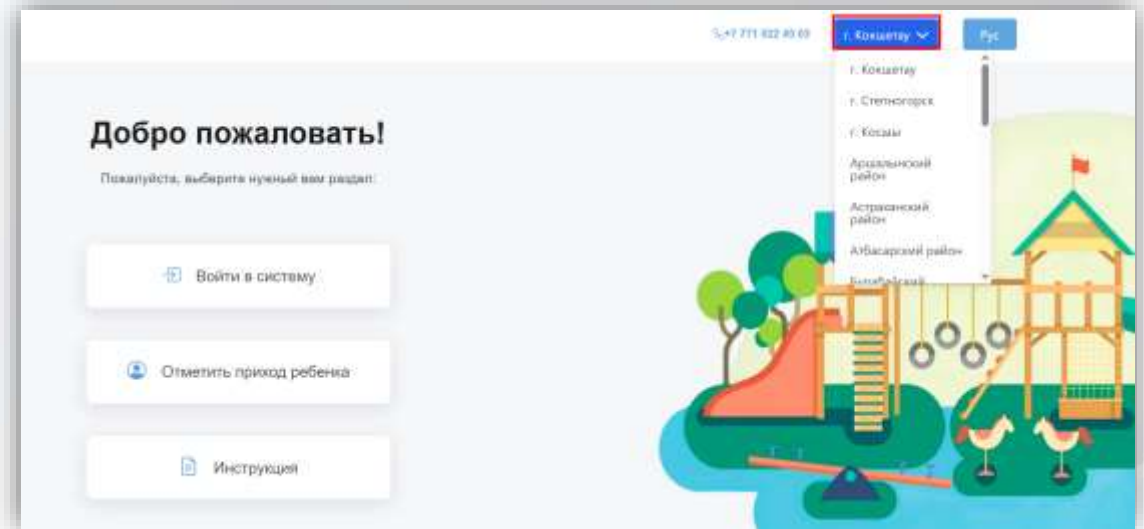 г. Кокшетау
Рус
г. Кокшетау
г. Степногорск
г. Косшы
Аршалынский
район
Астраханский
район
Атбасарский район
Добро пожаловать!
Пожалуйста, выберите нужный вам раздел:
Войти в систему
Отметить приход ребенка
Инструкция